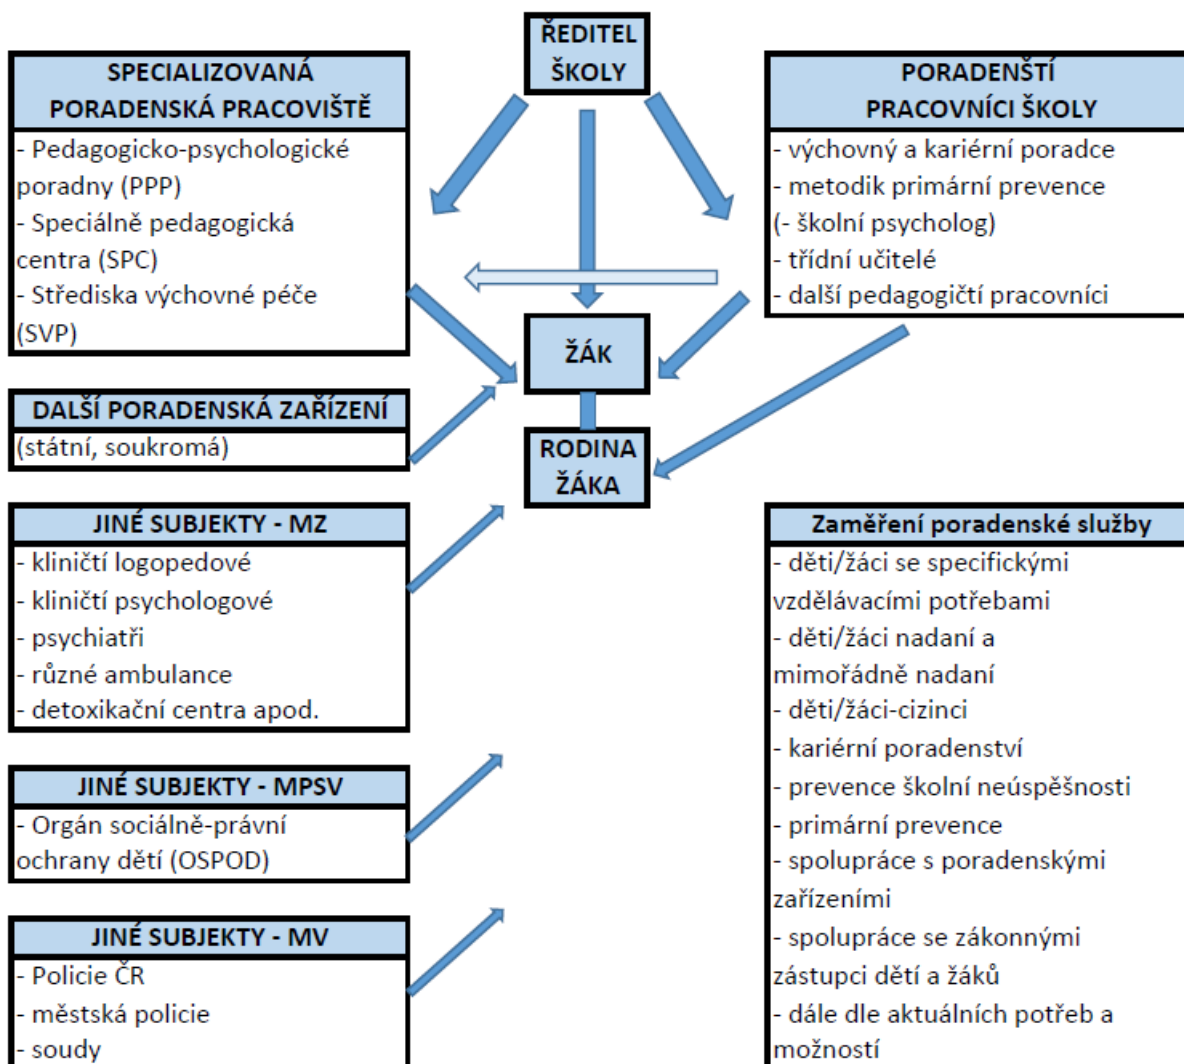 ŘEDITEL
ŠKOLY
SPECIALIZOVANÁ
PORADENSKÁ PRACOVIŠTĚ
- Pedagogicko-psychologické
poradny (PPP)
- Speciálně pedagogická
centra (SPC)
- Střediska výchovné péče
(SVP)
PORADENŠTÍ
PRACOVNÍCI ŠKOLY
- výchovný a kariérní poradce
- metodik primární prevence
(- školní psycholog)
- třídní učitelé
- další pedagogičtí pracovníci
ŽÁK
RODINA
ŽÁKA
DALŠÍ PORADENSKÁ ZAŘÍZENÍ
(státní, soukromá)
JINÉ SUBJEKTY - MZ
- kliničtí logopedové
- kliničtí psychologové
- psychiatři
- různé ambulance
- detoxikační centra apod.
JINÉ SUBJEKTY - MPSV
- Orgán sociálně-právní
ochrany dětí (OSPOD)
JINÉ SUBJEKTY - MV
- Policie ČR
- městská policie
- soudy
Zaměření poradenské služby
- děti/žáci se specifickými
vzdělávacími potřebami
- děti/žáci nadaní a
mimořádně nadaní
- děti/žáci-cizinci
- kariérní poradenství
- prevence školní neúspěšnosti
- primární prevence
- spolupráce s poradenskými
zařízeními
- spolupráce se zákonnými
zástupci dětí a žáků
- dále dle aktuálních potřeb a
možností